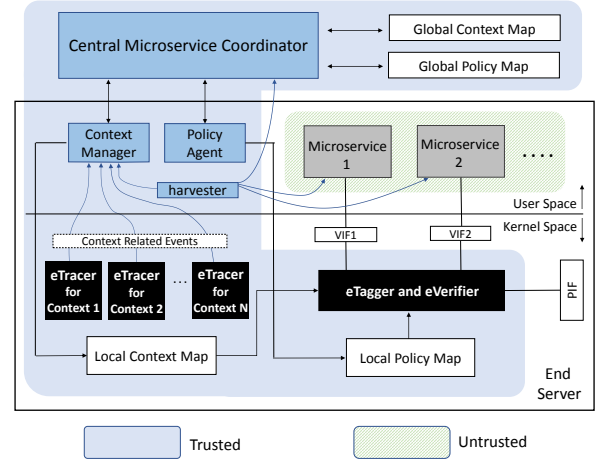 Central Microservice Coordinator
Global Context Map
Global Policy Map
Context
Manager
Policy
Agent
harvester
Microservice
1
Microservice
2
....
User Space
Kernel Space
Context Related Events
VIF1
VIF2
eTracer
for
Context 1
eTracer
for
Context 2
...
eTracer
for
Context N
eTagger and eVerifier
PIF
Local Context Map
Local Policy Map
End
Server
Trusted
Untrusted